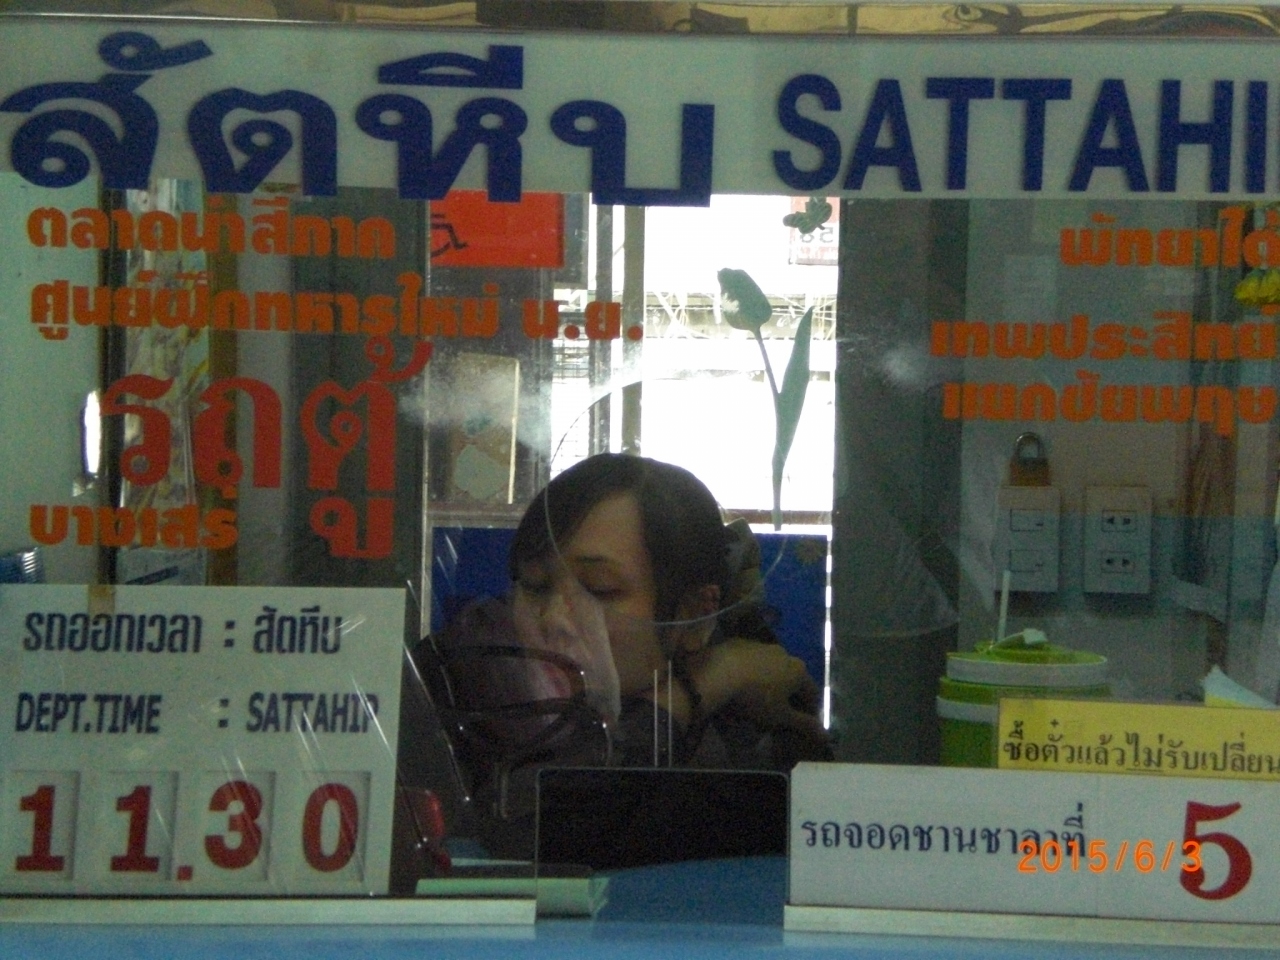 สัตหีบ SATTAHI
ตลาดน้ำสี่ภาค
ศูนย์ฝึกทหารใหม่ น.ย.
รถตู้
บางเสร่
พัทยาใต้
เทพประสิทธิ์
แยกชัยพฤกษ
รถออกเวลา : สัตหีบ
DEPT.TIME : SATTAHIP
11.30
ซื้อตั๋วแล้วไม่รับเปลี่ยน
รถจอดชานชาลาที่ 5
2015/6/3